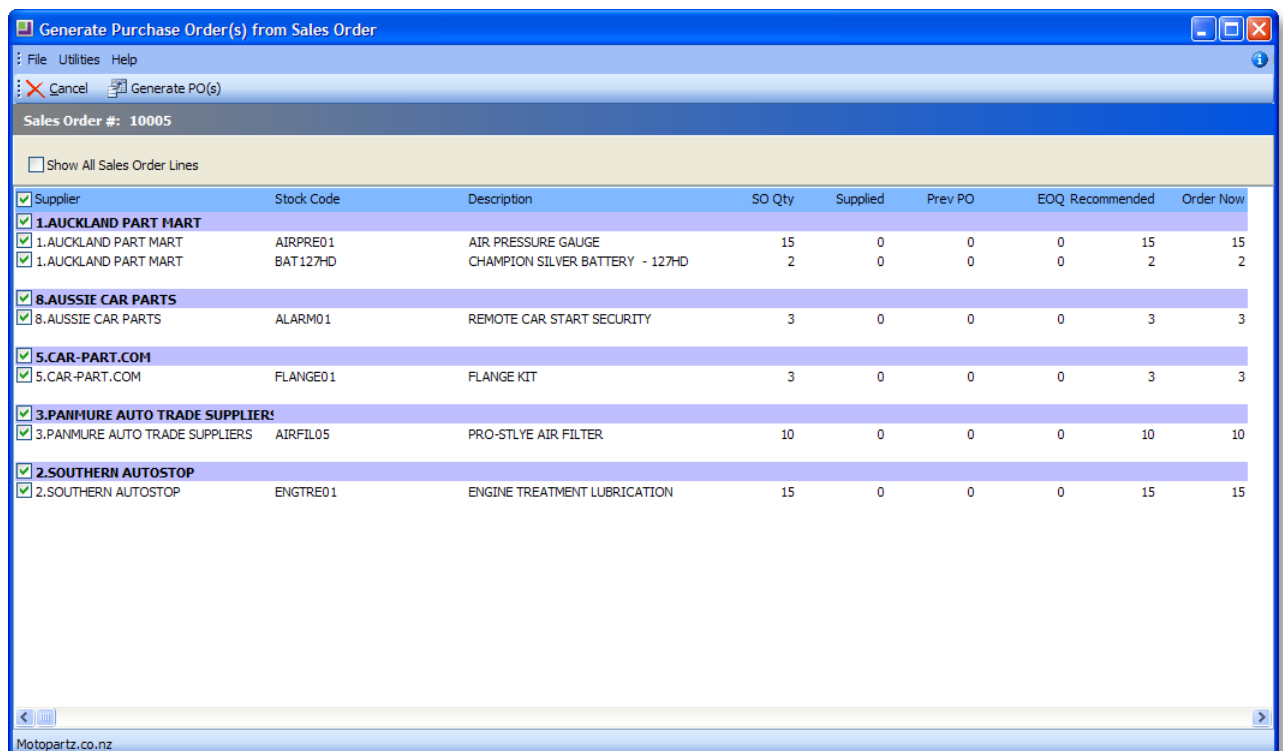 Generate Purchase Order(s) from Sales Order
File Utilities Help
Cancel Generate PO(s)
Sales Order #: 10005
Show All Sales Order Lines
Supplier Stock Code Description SO Qty Supplied Prev PO EOQ Recommended Order Now
1.AUCKLAND PART MART
1.AUCKLAND PART MART AIRPRE01 AIR PRESSURE GAUGE 15 0 0 0 15 15
1.AUCKLAND PART MART BAT127HD CHAMPION SILVER BATTERY - 127HD 2 0 0 0 2 2
8.AUSSIE CAR PARTS
8.AUSSIE CAR PARTS ALARM01 REMOTE CAR START SECURITY 3 0 0 0 3 3
5.CAR-PART.COM
5.CAR-PART.COM FLANGE01 FLANGE KIT 3 0 0 0 3 3
3.PANMURE AUTO TRADE SUPPLIERS
3.PANMURE AUTO TRADE SUPPLIERS AIRFIL05 PRO-STLYE AIR FILTER 10 0 0 0 10 10
2.SOUTHERN AUTOSTOP
2.SOUTHERN AUTOSTOP ENGTRE01 ENGINE TREATMENT LUBRICATION 15 0 0 0 15 15
Motopartz.co.nz